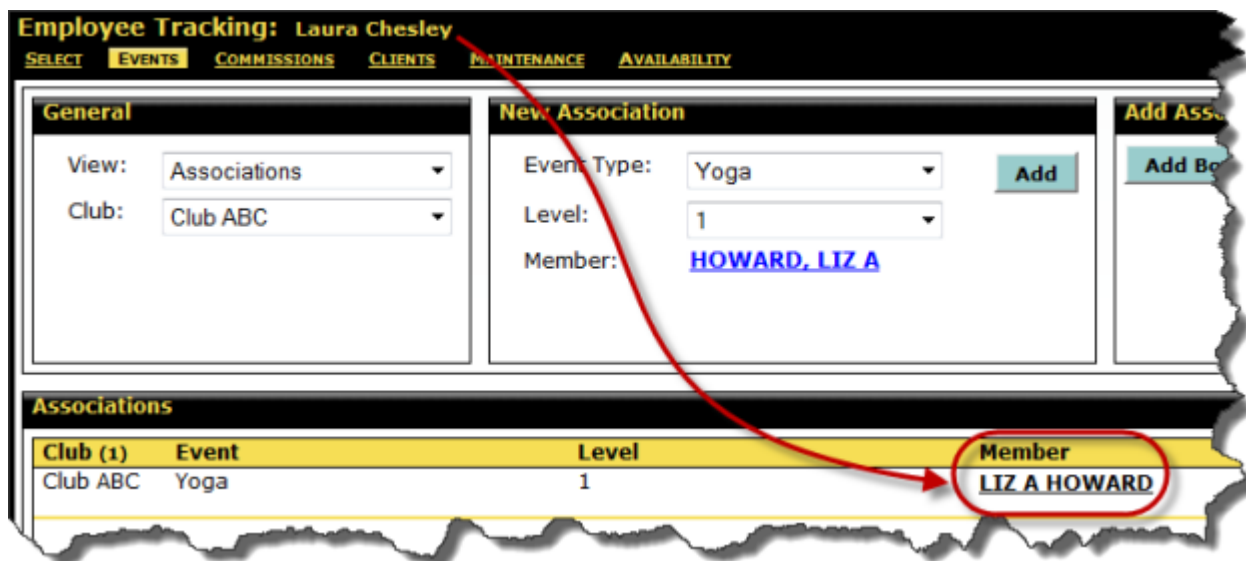 Employee Tracking: Laura Chesley
SELECT EVENTS COMMISSIONS CLIENTS MAINTENANCE AVAILABILITY
General
View: Associations
Club: Club ABC
New Association
Event Type: Yoga Add
Level: 1
Member: HOWARD, LIZ A
Add
Add
Associations
Club (1) Event Level Member
Club ABC Yoga 1 LIZ A HOWARD